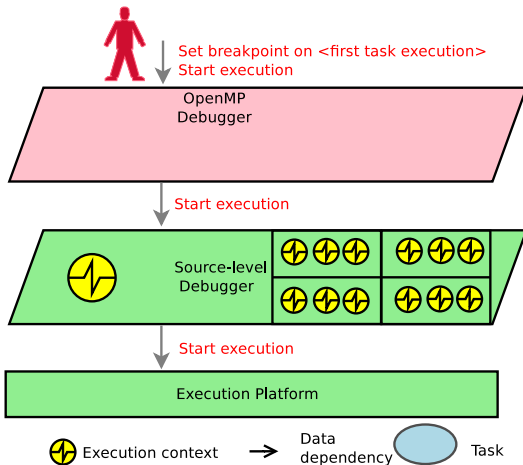 Set breakpoint on <first task execution>
Start execution
OpenMP
Debugger
Start execution
Source-level
Debugger
Start execution
Execution Platform
Execution context
Data
dependency
Task